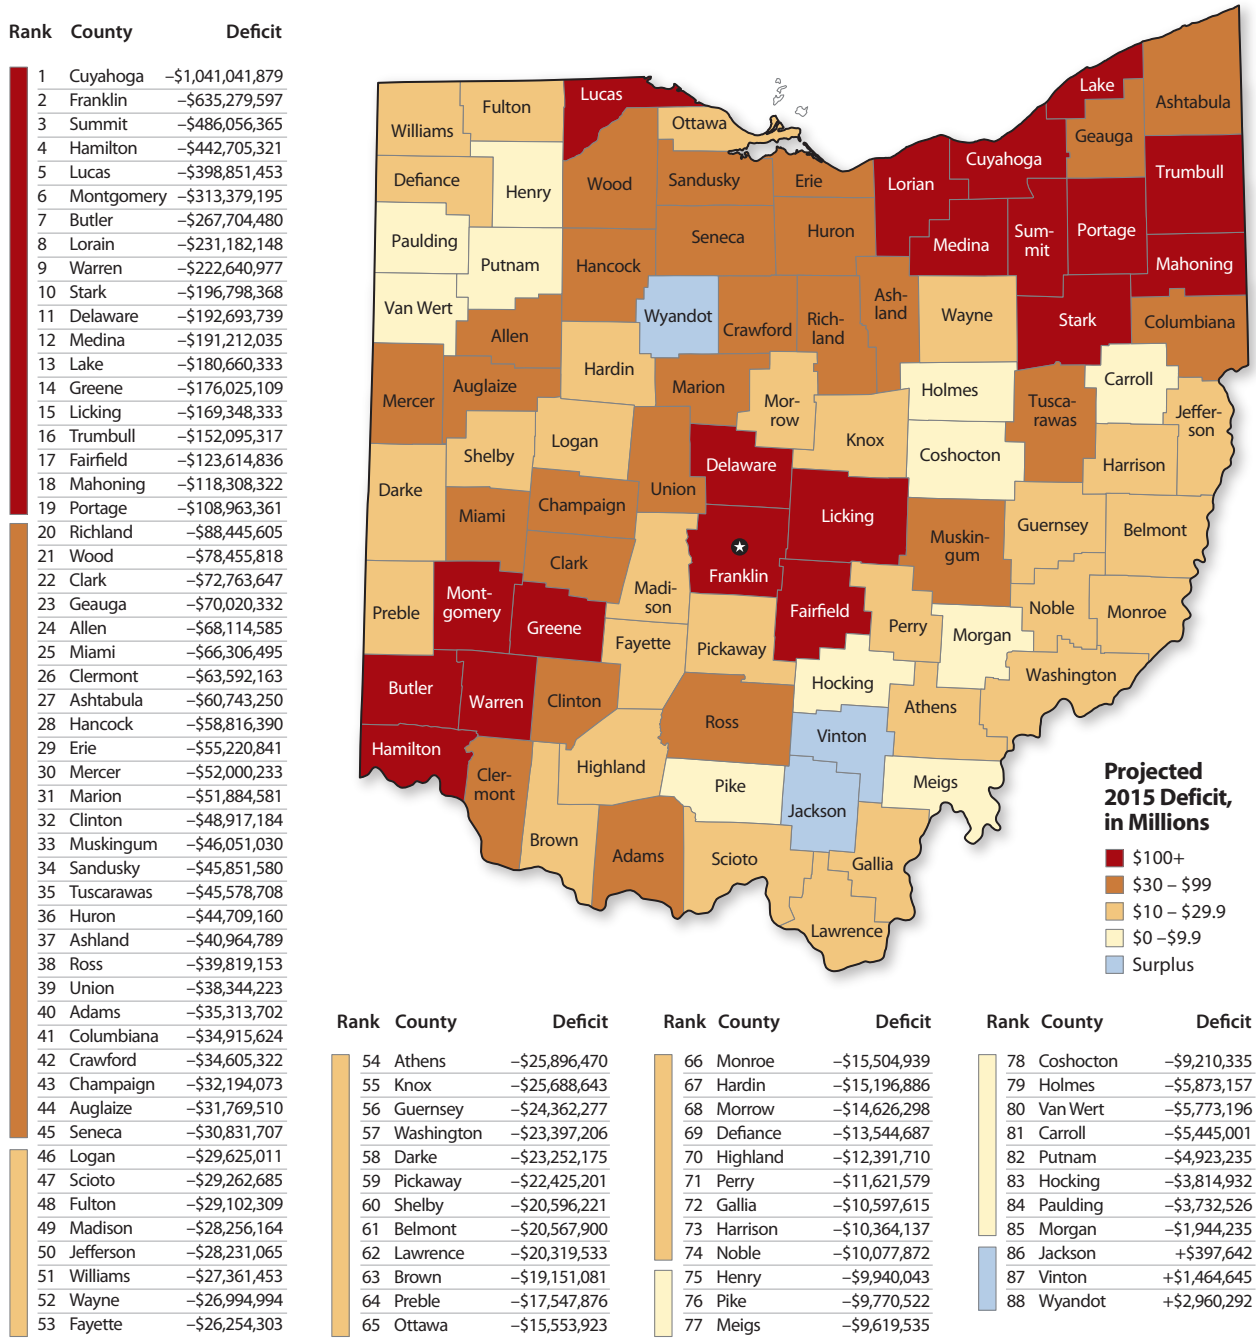 Rank County Deficit
1 Cuyahoga –$1,041,041,879
2 Franklin –$635,279,597
3 Summit –$486,056,365
4 Hamilton –$442,705,321
5 Lucas –$398,851,453
6 Montgomery –$313,379,195
7 Butler –$267,704,480
8 Lorain –$231,182,148
9 Warren –$222,640,977
10 Stark –$196,798,368
11 Delaware –$192,693,739
12 Medina –$191,212,035
13 Lake –$180,660,333
14 Greene –$176,025,109
15 Licking –$169,348,333
16 Trumbull –$152,095,317
17 Fairfield –$123,614,836
18 Mahoning –$118,308,322
19 Portage –$108,963,361
20 Richland –$88,445,605
21 Wood –$78,455,818
22 Clark –$72,763,647
23 Geauga –$70,020,332
24 Allen –$68,114,585
25 Miami –$66,306,495
26 Clermont –$63,592,163
27 Ashtabula –$60,743,250
28 Hancock –$58,816,390
29 Erie –$55,220,841
30 Mercer –$52,000,233
31 Marion –$51,884,581
32 Clinton –$48,917,184
33 Muskingum –$46,051,030
34 Sandusky –$45,851,580
35 Tuscarawas –$45,578,708
36 Huron –$44,709,160
37 Ashland –$40,964,789
38 Ross –$39,819,153
39 Union –$38,344,223
40 Adams –$35,313,702
41 Columbiana –$34,915,624
42 Crawford –$34,605,322
43 Champaign –$32,194,073
44 Auglaize –$31,769,510
45 Seneca –$30,831,707
46 Logan –$29,625,011
47 Scioto –$29,262,685
48 Fulton –$29,102,309
49 Madison –$28,256,164
50 Jefferson –$28,231,065
51 Williams –$27,361,453
52 Wayne –$26,994,994
53 Fayette –$26,254,303
Williams
Fulton
Lucas
Ottawa
Lake
Ashtabula
Geauga
Defiance
Henry
Wood
Sandusky
Erie
Lorian
Cuyahoga
Trumbull
Paulding
Putnam
Hancock
Seneca
Huron
Medina
Sum-
mit
Portage
Mahoning
Van Wert
Allen
Wyandot
Crawford
Rich-
land
Ash-
land
Wayne
Stark
Columbiana
Mercer
Auglaize
Hardin
Marion
Mor-
row
Knox
Holmes
Tusca-
rawas
Carroll
Jeffer-
son
Darke
Shelby
Logan
Union
Delaware
Coshocton
Harrison
Miami
Champaign
Clark
Licking
Muskin-
gum
Guernsey
Belmont
Preble
Mont-
gomery
Greene
Madi-
son
Franklin
Fairfield
Perry
Morgan
Noble
Monroe
Fayette
Pickaway
Hocking
Washington
Butler
Warren
Clinton
Ross
Vinton
Athens
Hamilton
Cler-
mont
Highland
Pike
Jackson
Meigs
Brown
Adams
Scioto
Gallia
Lawrence
Projected
2015 Deficit,
in Millions
$100+
$30 – $99
$10 – $29.9
$0 –$9.9
Surplus
Rank County Deficit
54 Athens –$25,896,470
55 Knox –$25,688,643
56 Guernsey –$24,362,277
57 Washington –$23,397,206
58 Darke –$23,252,175
59 Pickaway –$22,425,201
60 Shelby –$20,596,221
61 Belmont –$20,567,900
62 Lawrence –$20,319,533
63 Brown –$19,151,081
64 Preble –$17,547,876
65 Ottawa –$15,553,923
Rank County Deficit
66 Monroe –$15,504,939
67 Hardin –$15,196,886
68 Morrow –$14,626,298
69 Defiance –$13,544,687
70 Highland –$12,391,710
71 Perry –$11,621,579
72 Gallia –$10,597,615
73 Harrison –$10,364,137
74 Noble –$10,077,872
75 Henry –$9,940,043
76 Pike –$9,770,522
77 Meigs –$9,619,535
Rank County Deficit
78 Coshocton –$9,210,335
79 Holmes –$5,873,157
80 Van Wert –$5,773,196
81 Carroll –$5,445,001
82 Putnam –$4,923,235
83 Hocking –$3,814,932
84 Paulding –$3,732,526
85 Morgan –$1,944,235
86 Jackson +$397,642
87 Vinton +$1,464,645
88 Wyandot +$2,960,292